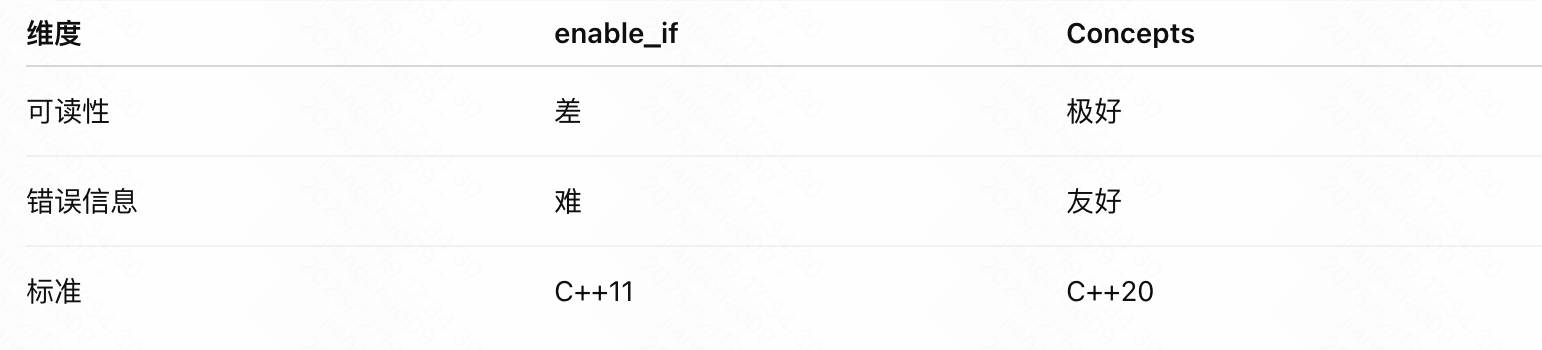 维度 enable_if Concepts
可读性 差 极好
错误信息 难 友好
标准 C++11 C++20